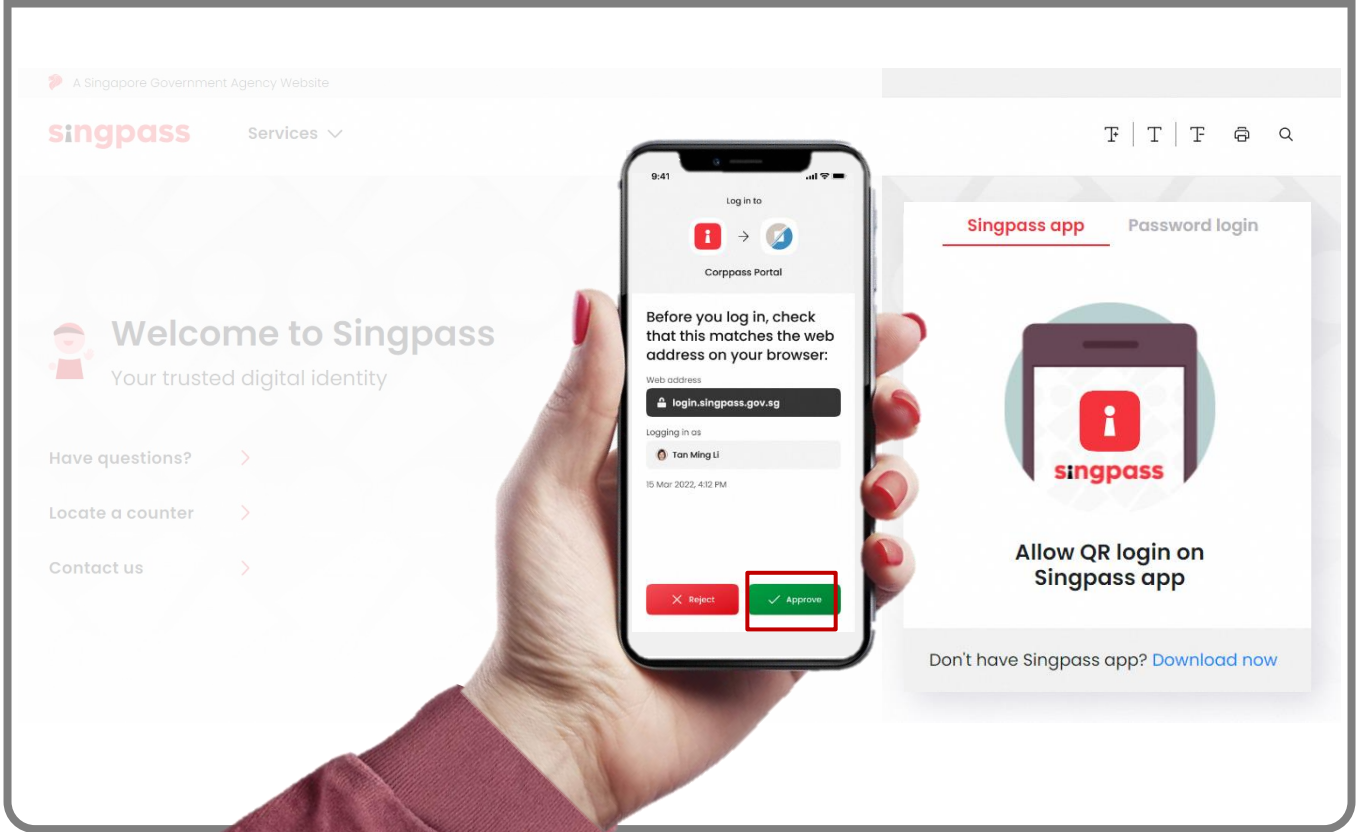 A Singapore Government Agency Website
singpass
Services
Welcome to Singpass
Your trusted digital identity
Have questions?
Locate a counter
Contact us
9:41
Log in to
Corppass Portal
Before you log in, check
that this matches the web
address on your browser:
Web address
login.singpass.gov.sg
Logging in as
Tan Ming Li
15 Mar 2022, 4:12 PM
Reject
Approve
T+ T T-
Singpass app
Password login
singpass
Allow QR login on
Singpass app
Don't have Singpass app? Download now